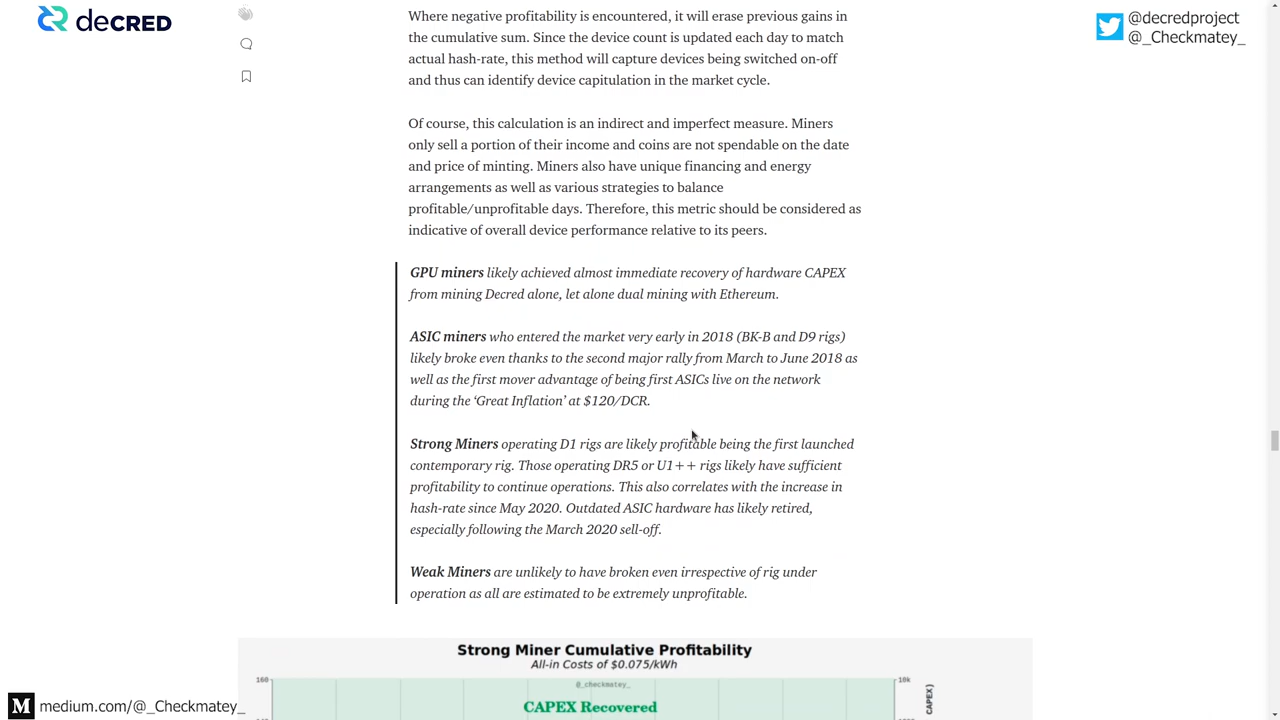 decred
@decredproject
@_Checkmatey_
Where negative profitability is encountered, it will erase previous gains in
the cumulative sum. Since the device count is updated each day to match
actual hash-rate, this method will capture devices being switched on-off
and thus can identify device capitulation in the market cycle.
Of course, this calculation is an indirect and imperfect measure. Miners
only sell a portion of their income and coins are not spendable on the date
and price of minting. Miners also have unique financing and energy
arrangements as well as various strategies to balance
profitable/unprofitable days. Therefore, this metric should be considered as
indicative of overall device performance relative to its peers.
GPU miners likely achieved almost immediate recovery of hardware CAPEX
from mining Decred alone, let alone dual mining with Ethereum.
ASIC miners who entered the market very early in 2018 (BK-B and D9 rigs)
likely broke even thanks to the second major rally from March to June 2018 as
well as the first mover advantage of being first ASICs live on the network
during the ‘Great Inflation’ at $120/DCR.
Strong Miners operating D1 rigs are likely profitable being the first launched
contemporary rig. Those operating DR5 or U1++ rigs likely have sufficient
profitability to continue operations. This also correlates with the increase in
hash-rate since May 2020. Outdated ASIC hardware has likely retired,
especially following the March 2020 sell-off.
Weak Miners are unlikely to have broken even irrespective of rig under
operation as all are estimated to be extremely unprofitable.
Strong Miner Cumulative Profitability
All-in Costs of $0.075/kWh
@_checkmatey_
160
10k
CAPEX Recovered
CAPEX)
M medium.com/@_Checkmatey_